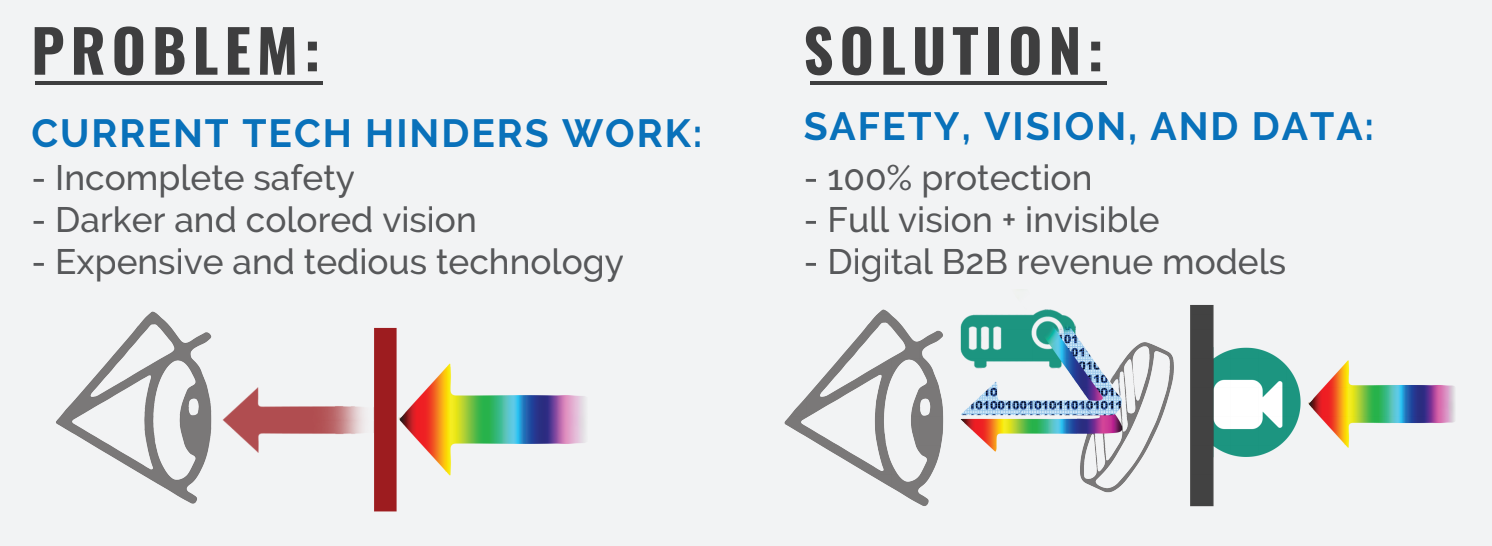 PROBLEM:
CURRENT TECH HINDERS WORK:
- Incomplete safety
- Darker and colored vision
- Expensive and tedious technology
SOLUTION:
SAFETY, VISION, AND DATA:
- 100% protection
- Full vision + invisible
- Digital B2B revenue models